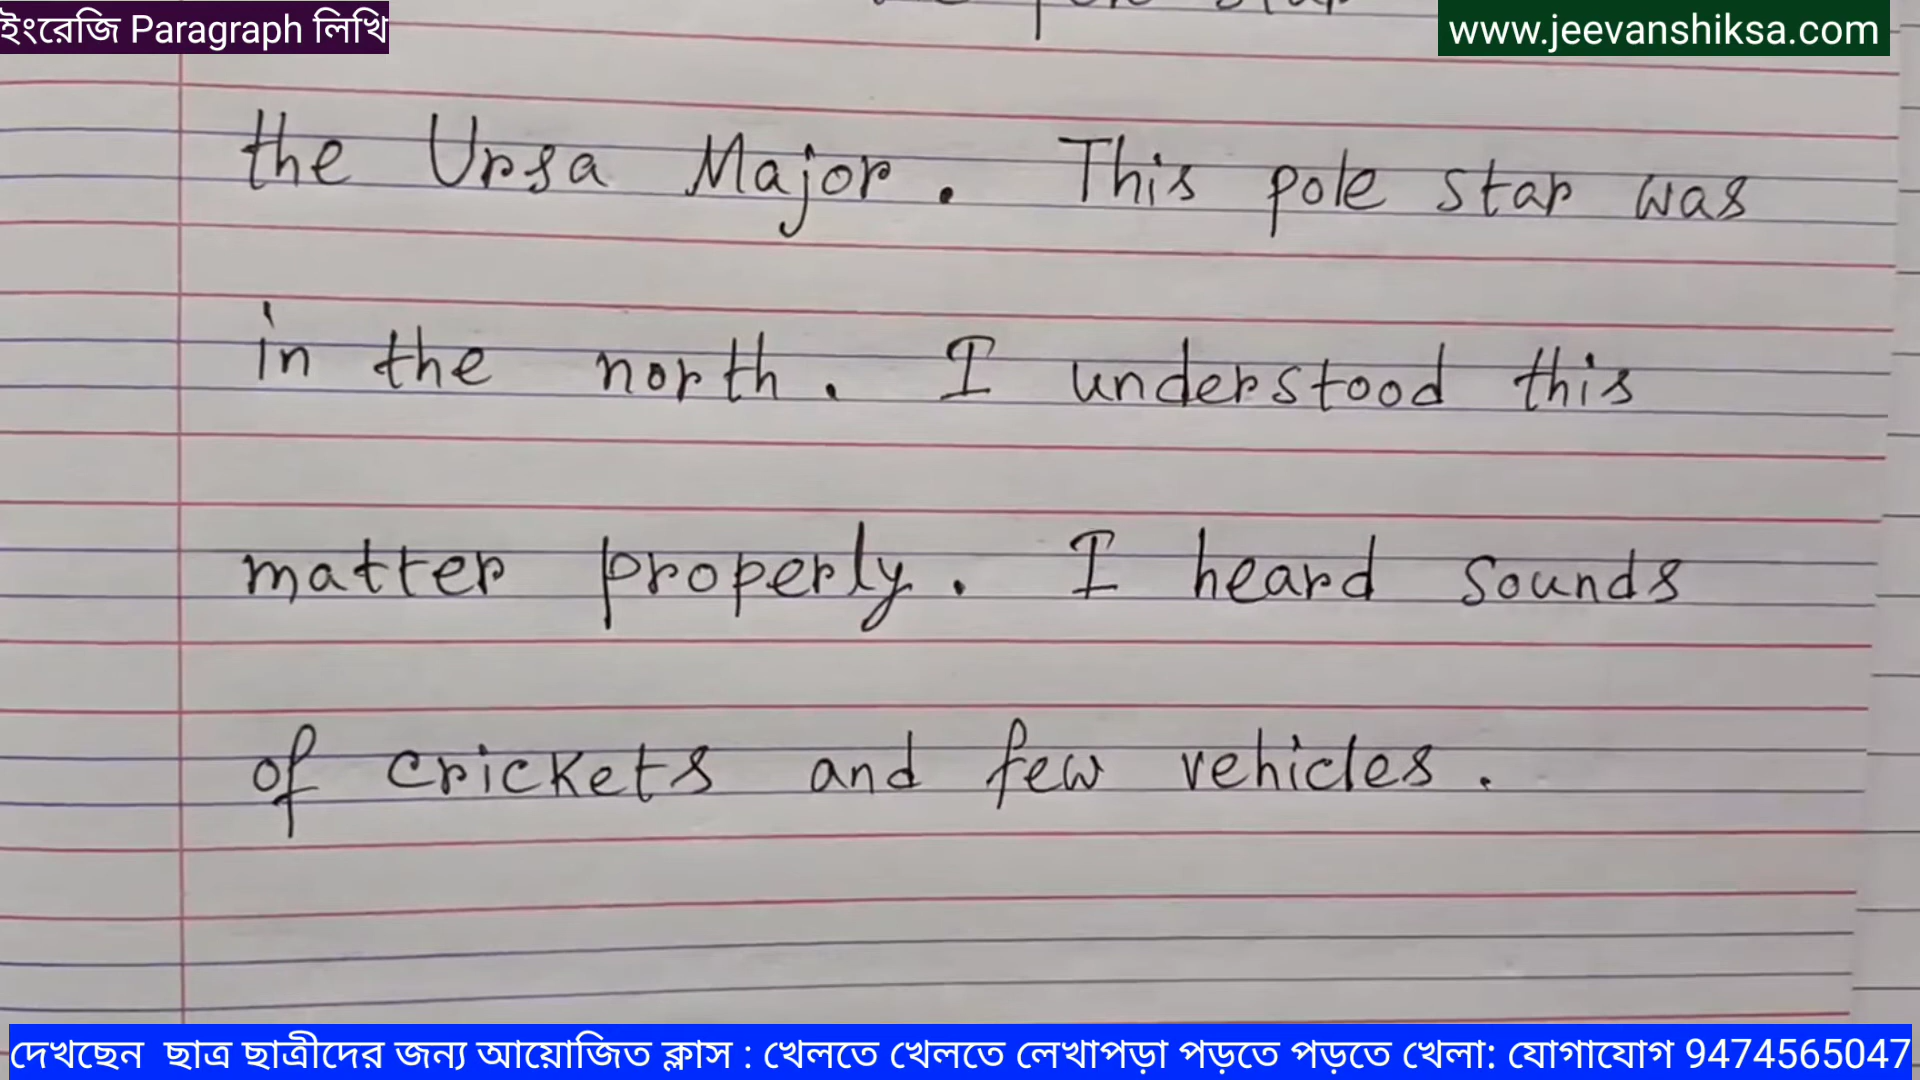 ইংরেজি Paragraph লিখি
www.jeevanshiksa.com
the Ursa Major. This pole star was
in the north. I understood this
matter properly. I heard sounds
of crickets and few vehicles.
দেখছেন ছাত্র ছাত্রীদের জন্য আয়োজিত ক্লাস : খেলতে খেলতে লেখাপড়া পড়তে পড়তে খেলা: যোগাযোগ 9474565047